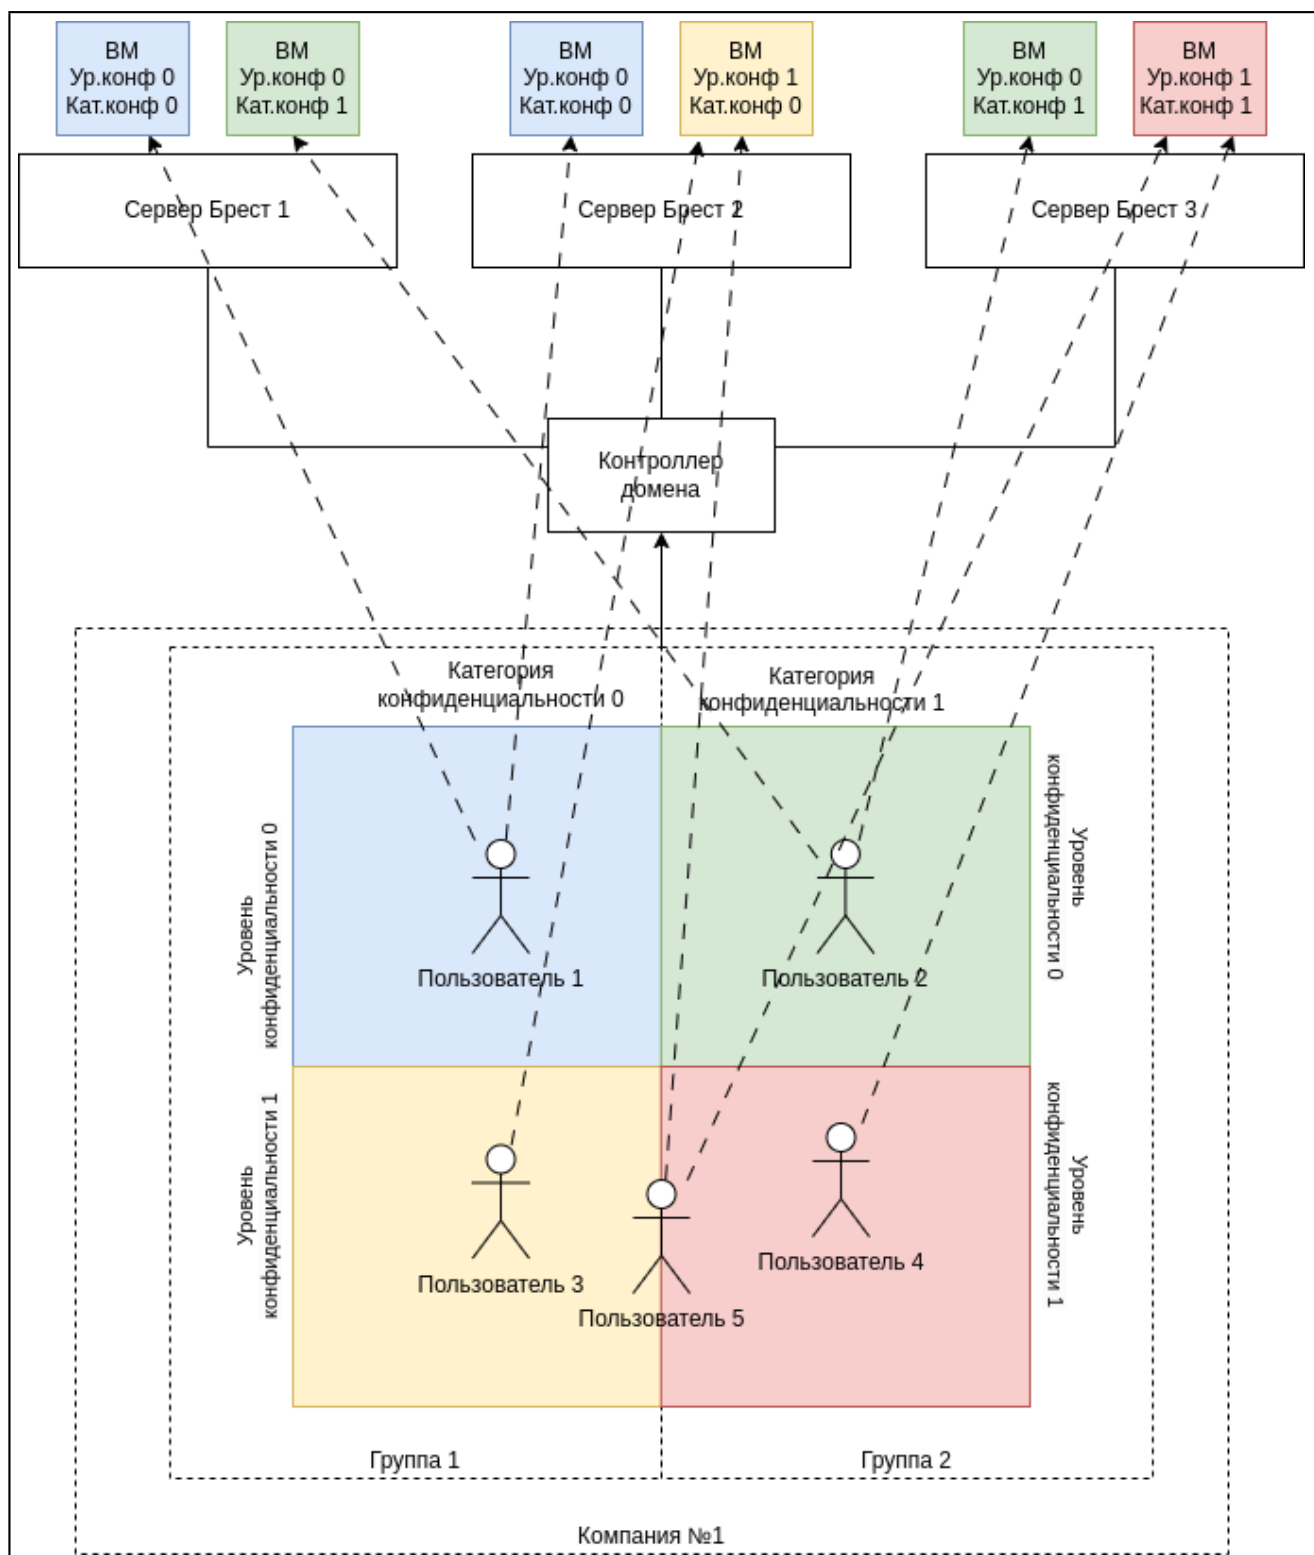 ВМ
Ур.конф 0
Кат.конф 0
ВМ
Ур.конф 0
Кат.конф 1
ВМ
Ур.конф 0
Кат.конф 0
ВМ
Ур.конф 1
Кат.конф 0
ВМ
Ур.конф 0
Кат.конф 1
ВМ
Ур.конф 1
Кат.конф 1
Сервер Брест 1
Сервер Брест 2
Сервер Брест 3
Контроллер
домена
Категория
конфиденциальности 0
Категория
конфиденциальности 1
Уровень
конфиденциальности 0
Уровень
конфиденциальности 0
Пользователь 1
Пользователь 2
Уровень
конфиденциальности 1
Уровень
конфиденциальности 1
Пользователь 3
Пользователь 4
Пользователь 5
Группа 1
Группа 2
Компания №1